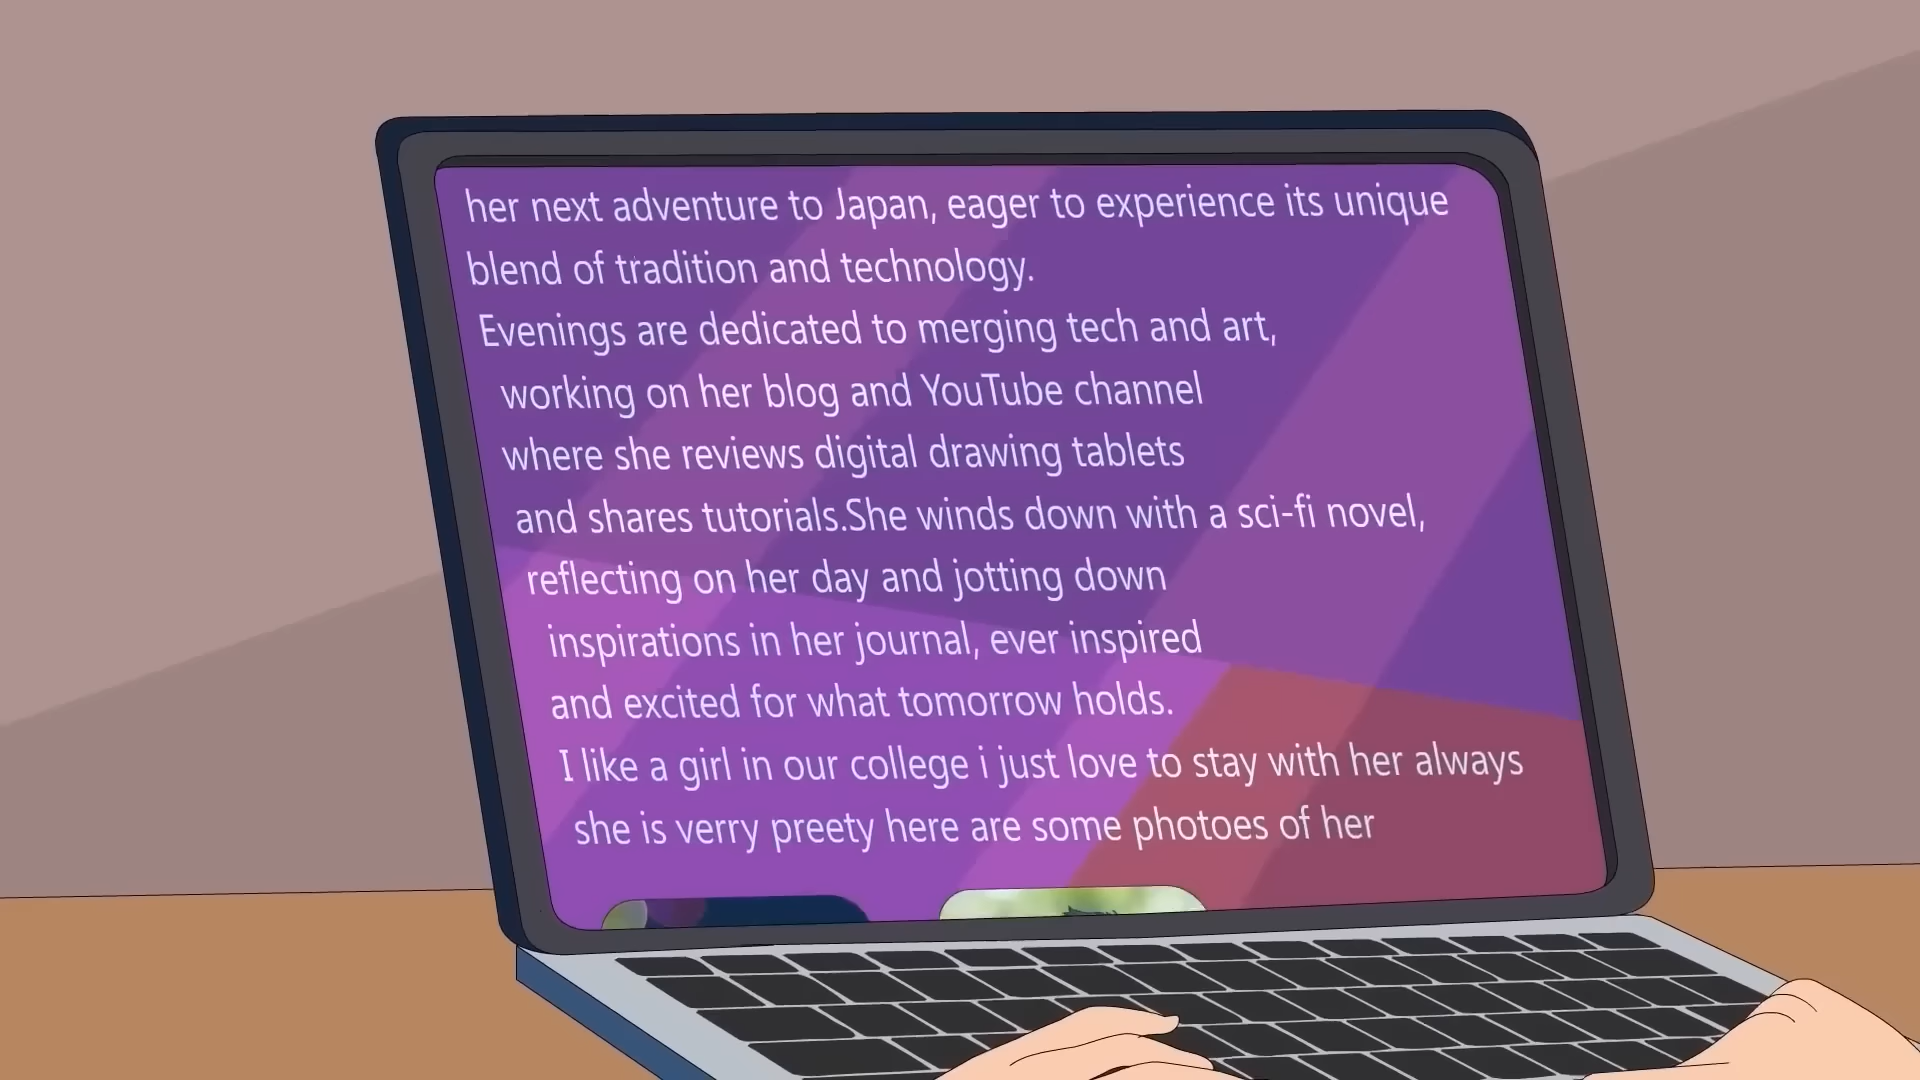 her next adventure to Japan, eager to experience its unique
blend of tradition and technology.
Evenings are dedicated to merging tech and art,
working on her blog and YouTube channel
where she reviews digital drawing tablets
and shares tutorials.She winds down with a sci-fi novel,
reflecting on her day and jotting down
inspirations in her journal, ever inspired
and excited for what tomorrow holds.
I like a girl in our college i just love to stay with her always
she is verry preety here are some photoes of her